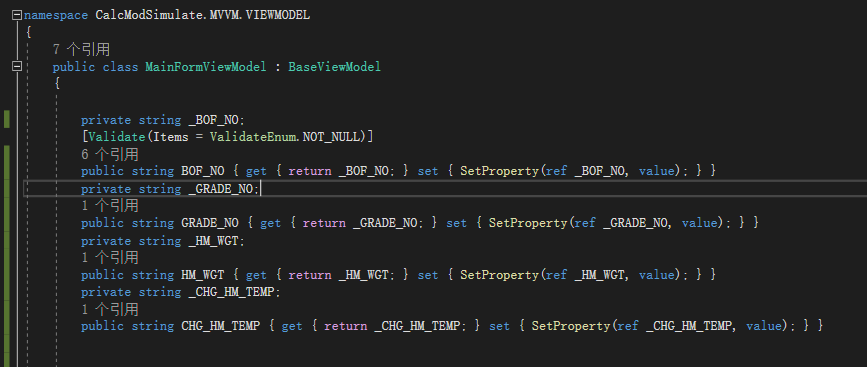 namespace CalcModSimulate.MVVM.VIEWMODEL
{
7 个引用
public class MainFormViewModel : BaseViewModel
{
private string _BOF_NO;
[Validate(Items = ValidateEnum.NOT_NULL)]
6 个引用
public string BOF_NO { get { return _BOF_NO; } set { SetProperty(ref _BOF_NO, value); } }
private string _GRADE_NO;
1 个引用
public string GRADE_NO { get { return _GRADE_NO; } set { SetProperty(ref _GRADE_NO, value); } }
private string _HM_WGT;
1 个引用
public string HM_WGT { get { return _HM_WGT; } set { SetProperty(ref _HM_WGT, value); } }
private string _CHG_HM_TEMP;
1 个引用
public string CHG_HM_TEMP { get { return _CHG_HM_TEMP; } set { SetProperty(ref _CHG_HM_TEMP, value); } }